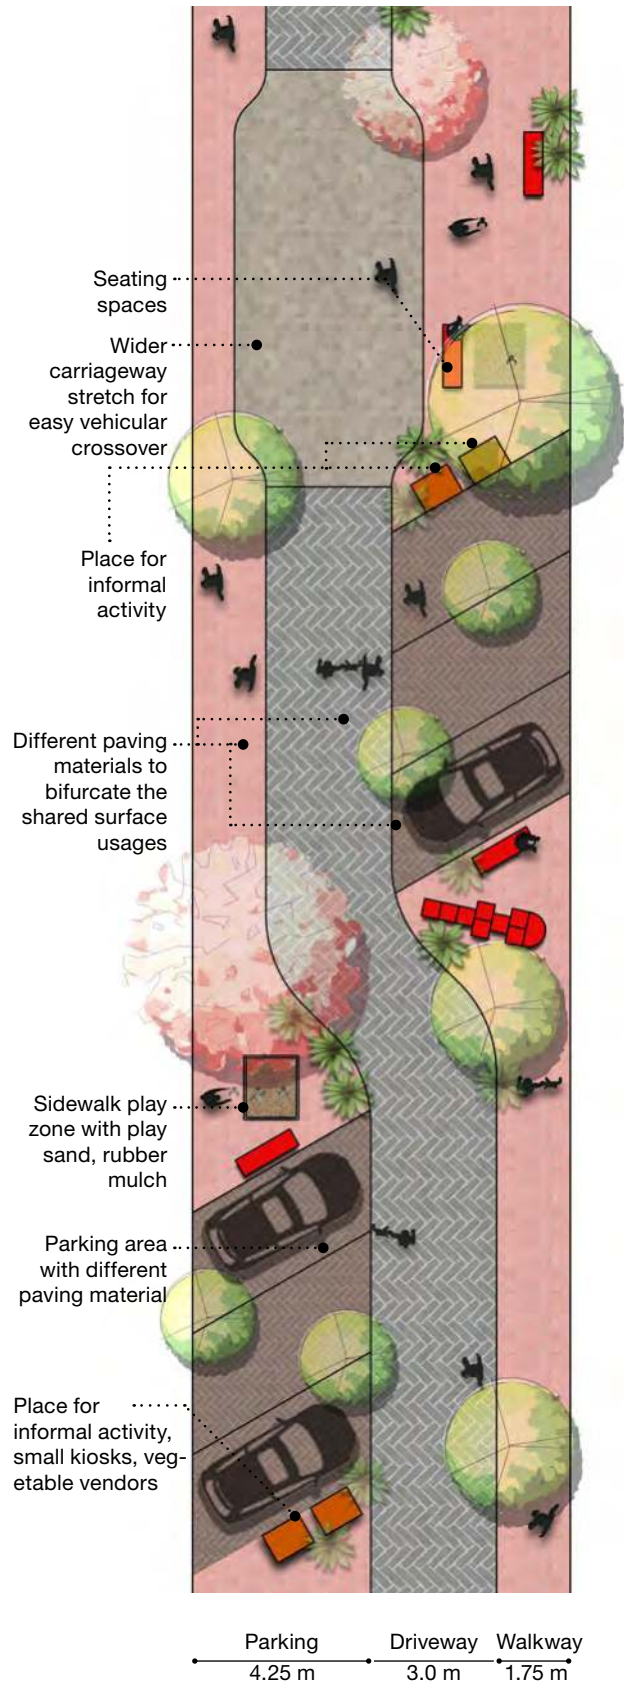 Seating
spaces
Wider
carriageway
stretch for
easy vehicular
crossover
Place for
informal
activity
Different paving
materials to
bifurcate the
shared surface
usages
Sidewalk play
zone with play
sand, rubber
mulch
Parking area
with different
paving material
Place for
informal activity,
small kiosks, veg-
etable vendors
Parking Driveway Walkway
4.25 m 3.0 m 1.75 m